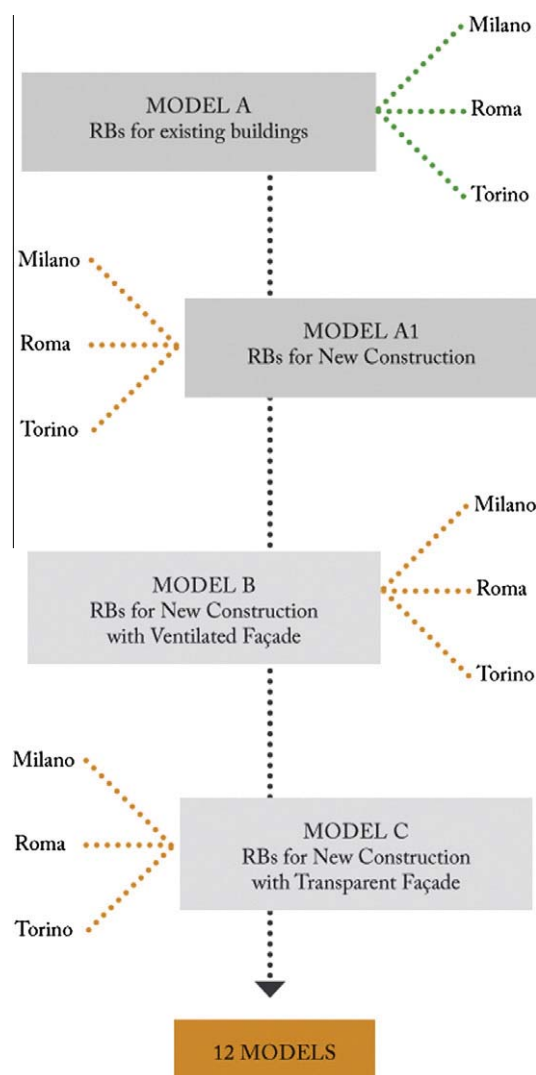 MODEL A
RBs for existing buildings
Milano
Roma
Torino
Milano
Roma
Torino
MODEL A1
RBs for New Construction
MODEL B
RBs for New Construction
with Ventilated Façade
Milano
Roma
Torino
Milano
Roma
Torino
MODEL C
RBs for New Construction
with Transparent Façade
12 MODELS